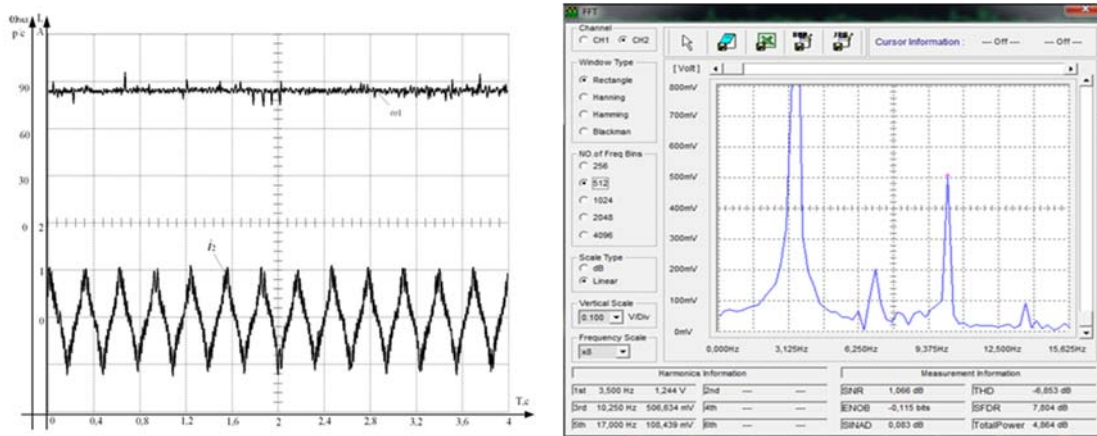 I,
p/c A
90
60
30
0 2
1
0
ω1
i₂
0 0,4 0,8 1,2 1,6 2 2,4 2,8 3,2 3,6 4
T,c
FFT
Channel
CH1 CH2
Cursor Information : --- Off --- --- Off ---
Window Type
Rectangle
Hanning
Hamming
Blackman
NO.of Freq Bins
256
512
1024
2048
4096
Scale Type
dB
Linear
Vertical Scale
0.100 V/Div
Frequency Scale
x8
[ Volt ]
800mV
700mV
600mV
500mV
400mV
300mV
200mV
100mV
0mV
0,000Hz 3,125Hz 6,250Hz 9,375Hz 12,500Hz 15,625Hz
Harmonics Information
1st 3,500 Hz 1,244 V 2nd --- ---
3rd 10,250 Hz 506,634 mV 4th --- ---
5th 17,000 Hz 108,439 mV 6th --- ---
Measurement Information
SNR 1,066 dB THD -6,853 dB
ENOB -0,115 bits SFDR 7,804 dB
SINAD 0,083 dB TotalPower 4,864 dB